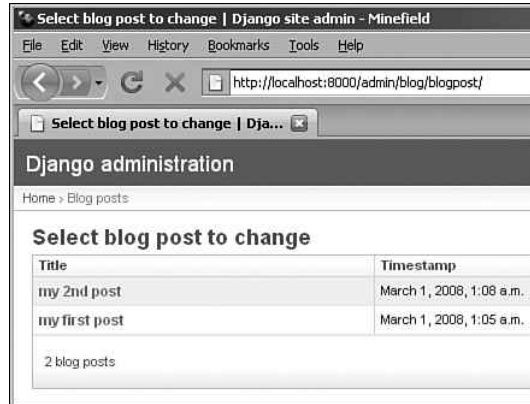 Select blog post to change | Django site admin - Minefield
File Edit View History Bookmarks Tools Help
http://localhost:8000/admin/blog/blogpost/
Select blog post to change | Dja...
Django administration
Home › Blog posts
Select blog post to change
Title Timestamp
my 2nd post March 1, 2008, 1:08 a.m.
my first post March 1, 2008, 1:05 a.m.
2 blog posts